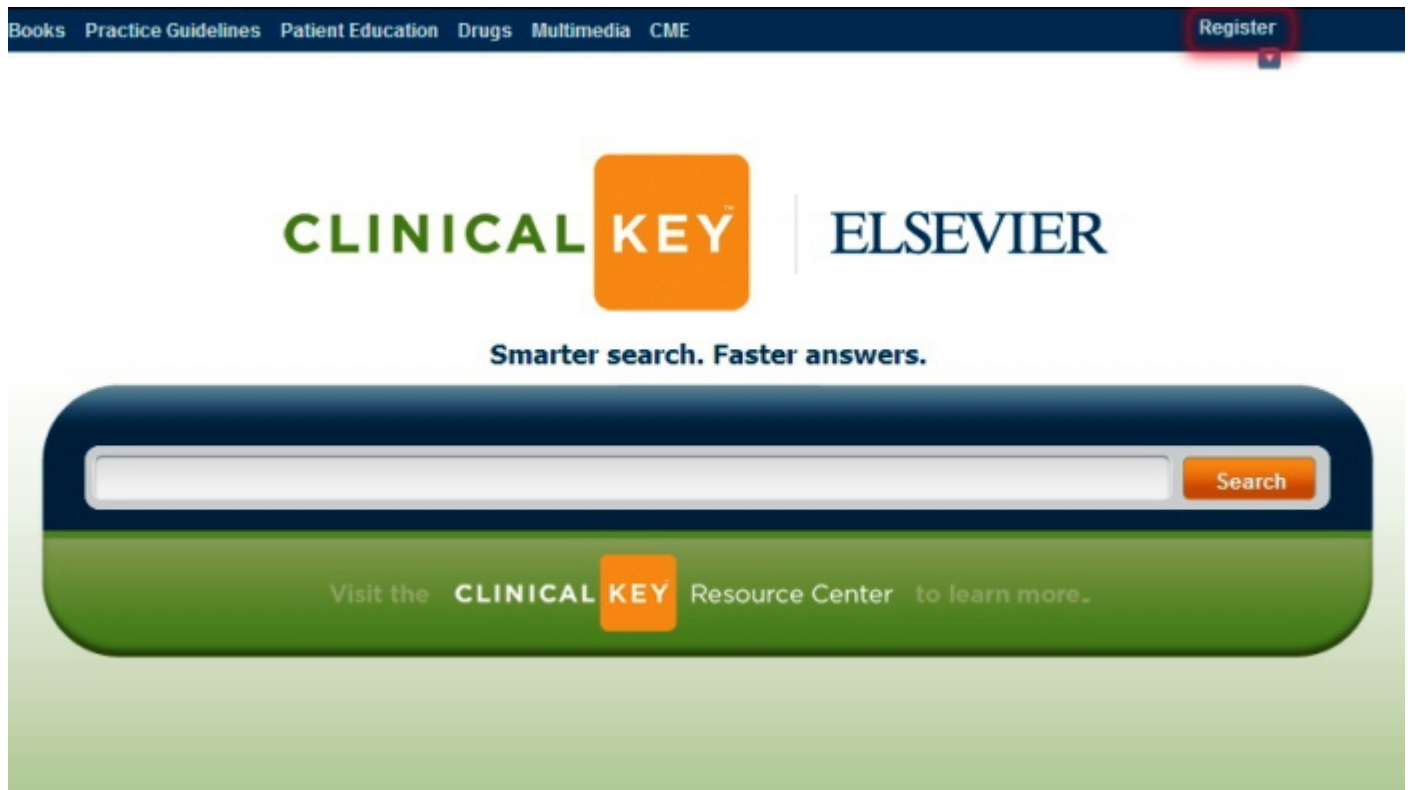 Books Practice Guidelines Patient Education Drugs Multimedia CME Register
CLINICAL KEY™ ELSEVIER
Smarter search. Faster answers.
Search
Visit the CLINICAL KEY Resource Center to learn more.